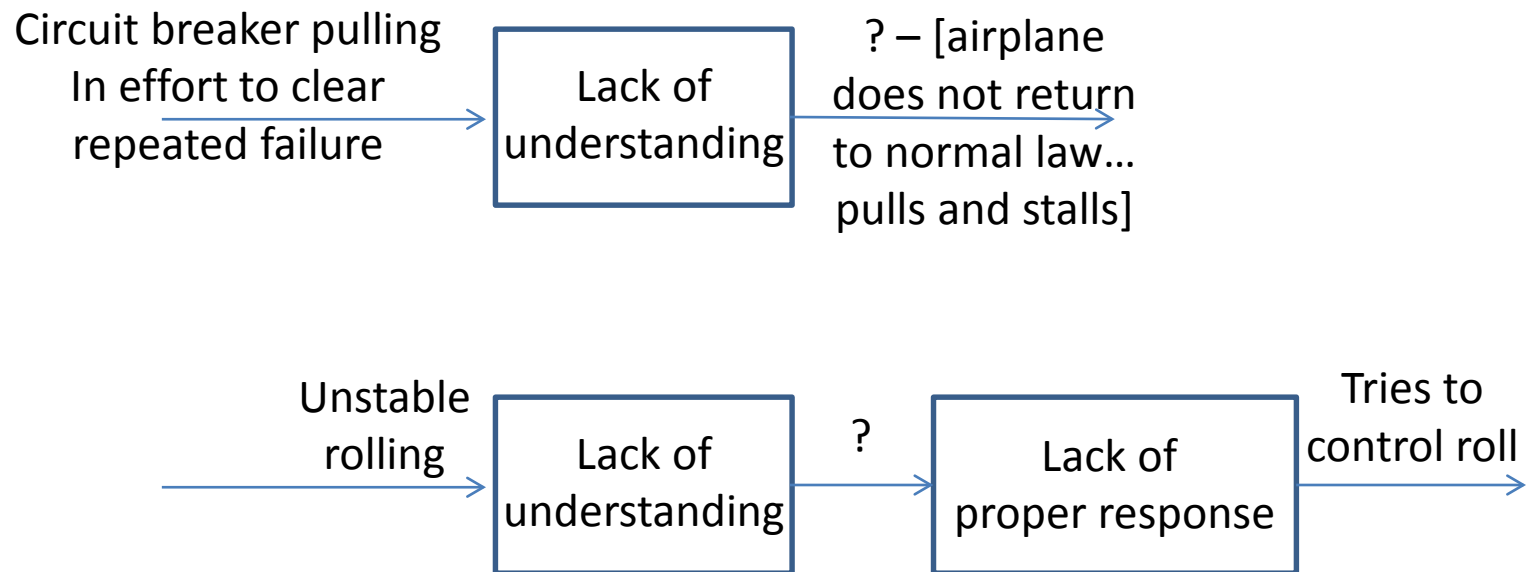 Circuit breaker pulling
In effort to clear
repeated failure
Lack of
understanding
? – [airplane
does not return
to normal law…
pulls and stalls]
Unstable
rolling
Lack of
understanding
?
Lack of
proper response
Tries to
control roll